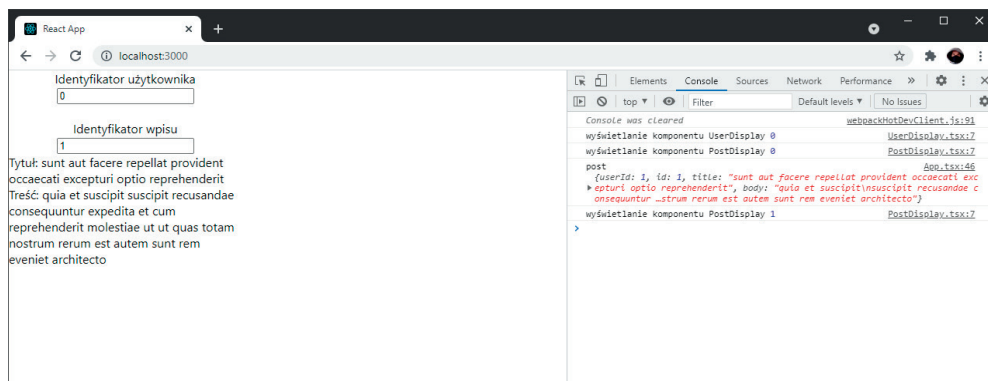 React App
localhost:3000
Identyfikator użytkownika
0
Identyfikator wpisu
1
Tytuł: sunt aut facere repellat provident
occaecati excepturi optio reprehenderit
Treść: quia et suscipit suscipit recusandae
consequuntur expedita et cum
reprehenderit molestiae ut ut quas totam
nostrum rerum est autem sunt rem
eveniet architecto
Elements Console Sources Network Performance »
top ▼ Filter Default levels ▼ No Issues
Console was cleared webpackHotDevClient.js:91
wyświetlanie komponentu UserDisplay 0 UserDisplay.tsx:7
wyświetlanie komponentu PostDisplay 0 PostDisplay.tsx:7
post App.tsx:46
{userId: 1, id: 1, title: "sunt aut facere repellat provident occaecati exc
epturi optio reprehenderit", body: "quia et suscipit\nsuscipit recusandae c
onsequuntur …strum rerum est autem sunt rem eveniet architecto"}
wyświetlanie komponentu PostDisplay 1 PostDisplay.tsx:7